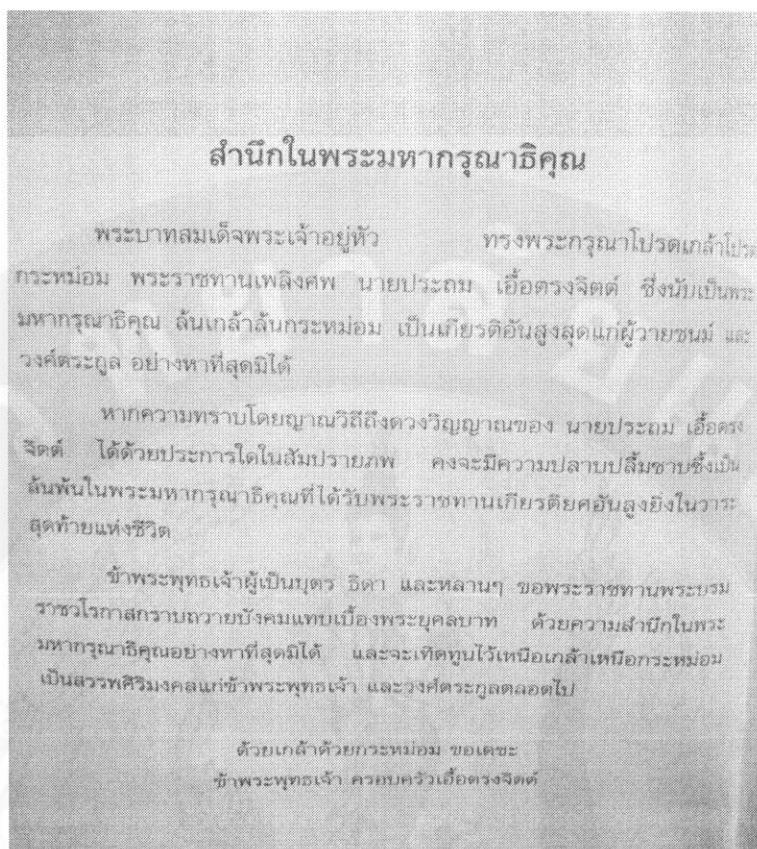 สำนึกในพระมหากรุณาธิคุณ
พระบาทสมเด็จพระเจ้าอยู่หัว ทรงพระกรุณาโปรดเกล้าโปรด
กระหม่อม พระราชทานเพลิงศพ นายประถม เอื้อตรงจิตต์ ซึ่งนับเป็นพระ
มหากรุณาธิคุณ ล้นเกล้าล้นกระหม่อม เป็นเกียรติอันสูงสุดแก่ผู้วายชนม์ และ
วงศ์ตระกูล อย่างหาที่สุดมิได้
หากความทราบโดยญาณวิถีถึงดวงวิญญาณของ นายประถม เอื้อตรง
จิตต์ ได้ด้วยประการใดในสัมปรายภพ คงจะมีความปลาบปลื้มซาบซึ้งเป็น
ล้นพ้นในพระมหากรุณาธิคุณที่ได้รับพระราชทานเกียรติยศอันสูงยิ่งในวาระ
สุดท้ายแห่งชีวิต
ข้าพระพุทธเจ้าผู้เป็นบุตร ธิดา และหลานๆ ขอพระราชทานพระบรม
ราชวโรกาสกราบถวายบังคมแทบเบื้องพระยุคลบาท ด้วยความสำนึกในพระ
มหากรุณาธิคุณอย่างหาที่สุดมิได้ และจะเทิดทูนไว้เหนือเกล้าเหนือกระหม่อม
เป็นสรรพศิริมงคลแก่ข้าพระพุทธเจ้า และวงศ์ตระกูลตลอดไป
ด้วยเกล้าด้วยกระหม่อม ขอเดชะ
ข้าพระพุทธเจ้า ครอบครัวเอื้อตรงจิตต์